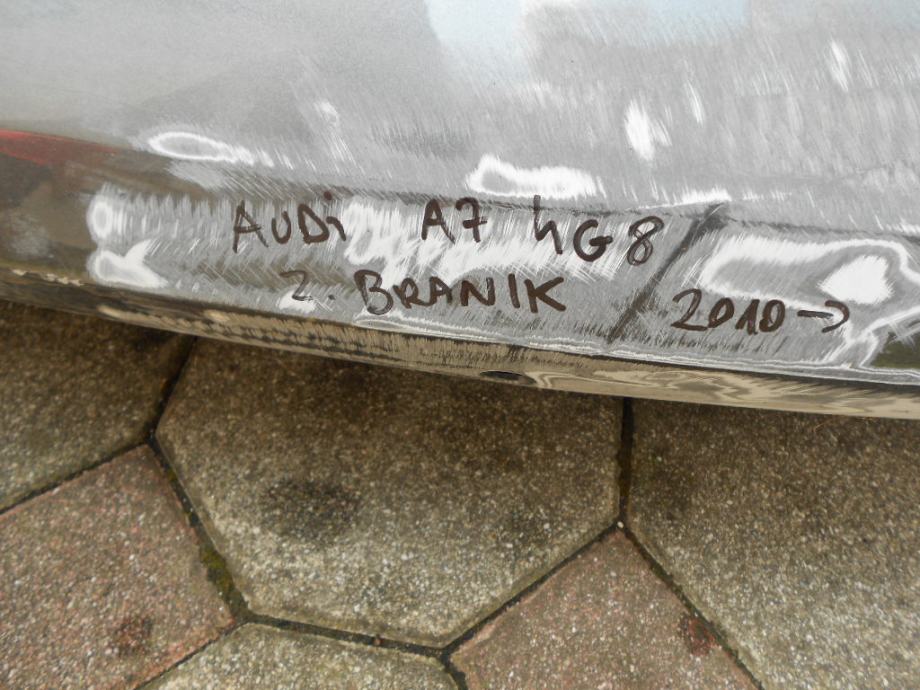 AUDi A7 4G8
Z. BRANIK 2010->